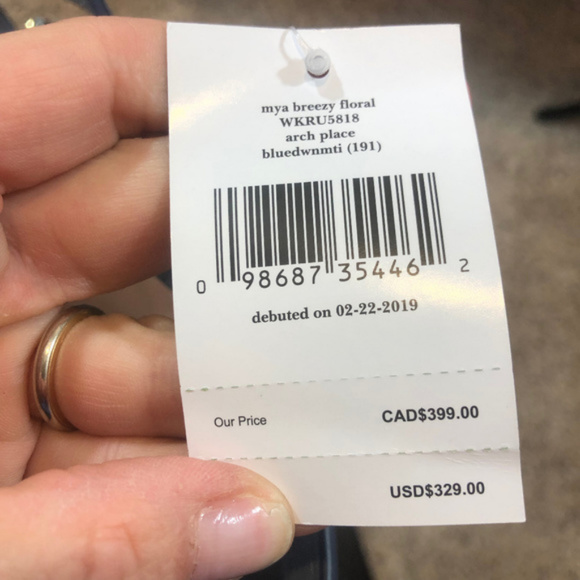 mya breezy floral
WKRU5818
arch place
bluedwnmti (191)
0 98687 35446 2
debuted on 02-22-2019
Our Price CAD$399.00
USD$329.00